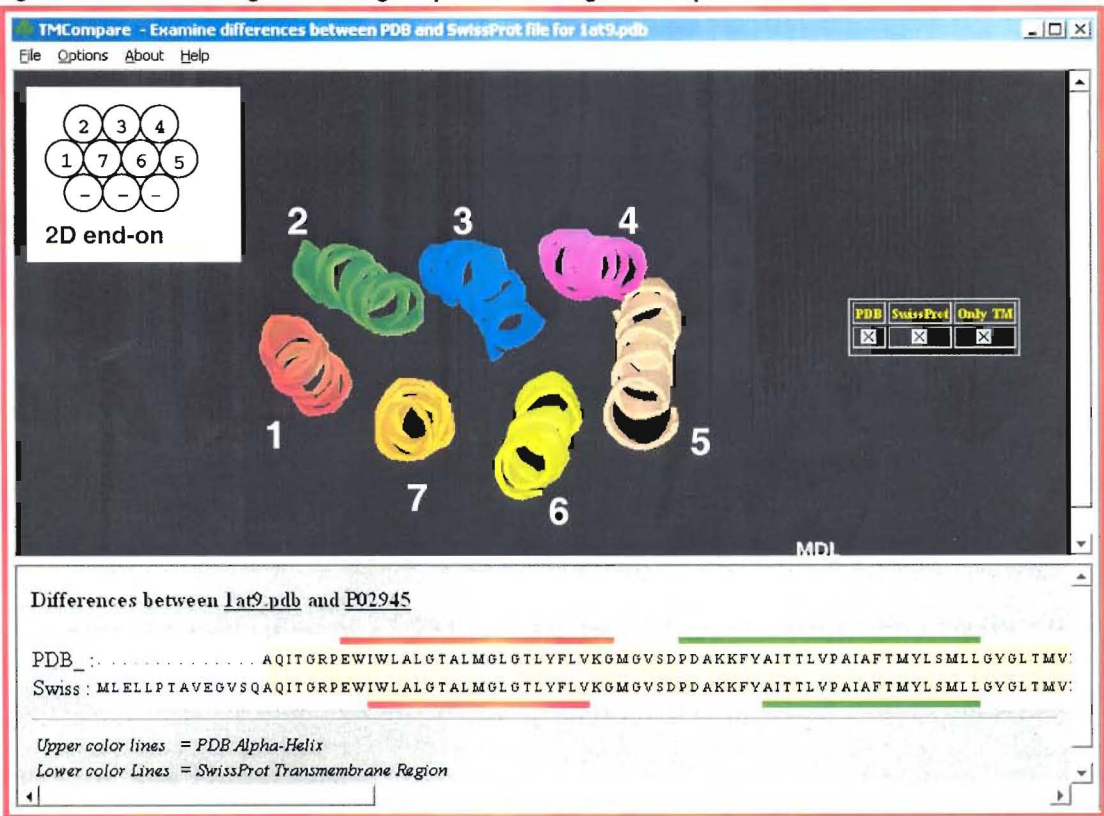 TMCompare - Examine differences between PDB and SwissProt file for 1at9.pdb
File Options About Help
2 3 4
1 7 6 5
- - -
2D end-on
2
3
4
1
5
7
6
PDB SwissProt Only TM
MDL
Differences between 1at9.pdb and P02945
PDB_ :. . . . . . . . . . . . . AQITGRPEWIWLALGTALMGLGTLYFLVKGMGVSDPDAKKFYAITTLVPAIAFTMYLSMLLGYGLTMV
Swiss : MLELLPTAVEGVSQAQITGRPEWIWLALGTALMGLGTLYFLVKGMGVSDPDAKKFYAITTLVPAIAFTMYLSMLLGYGLTMV
Upper color lines = PDB Alpha-Helix
Lower color Lines = SwissProt Transmembrane Region